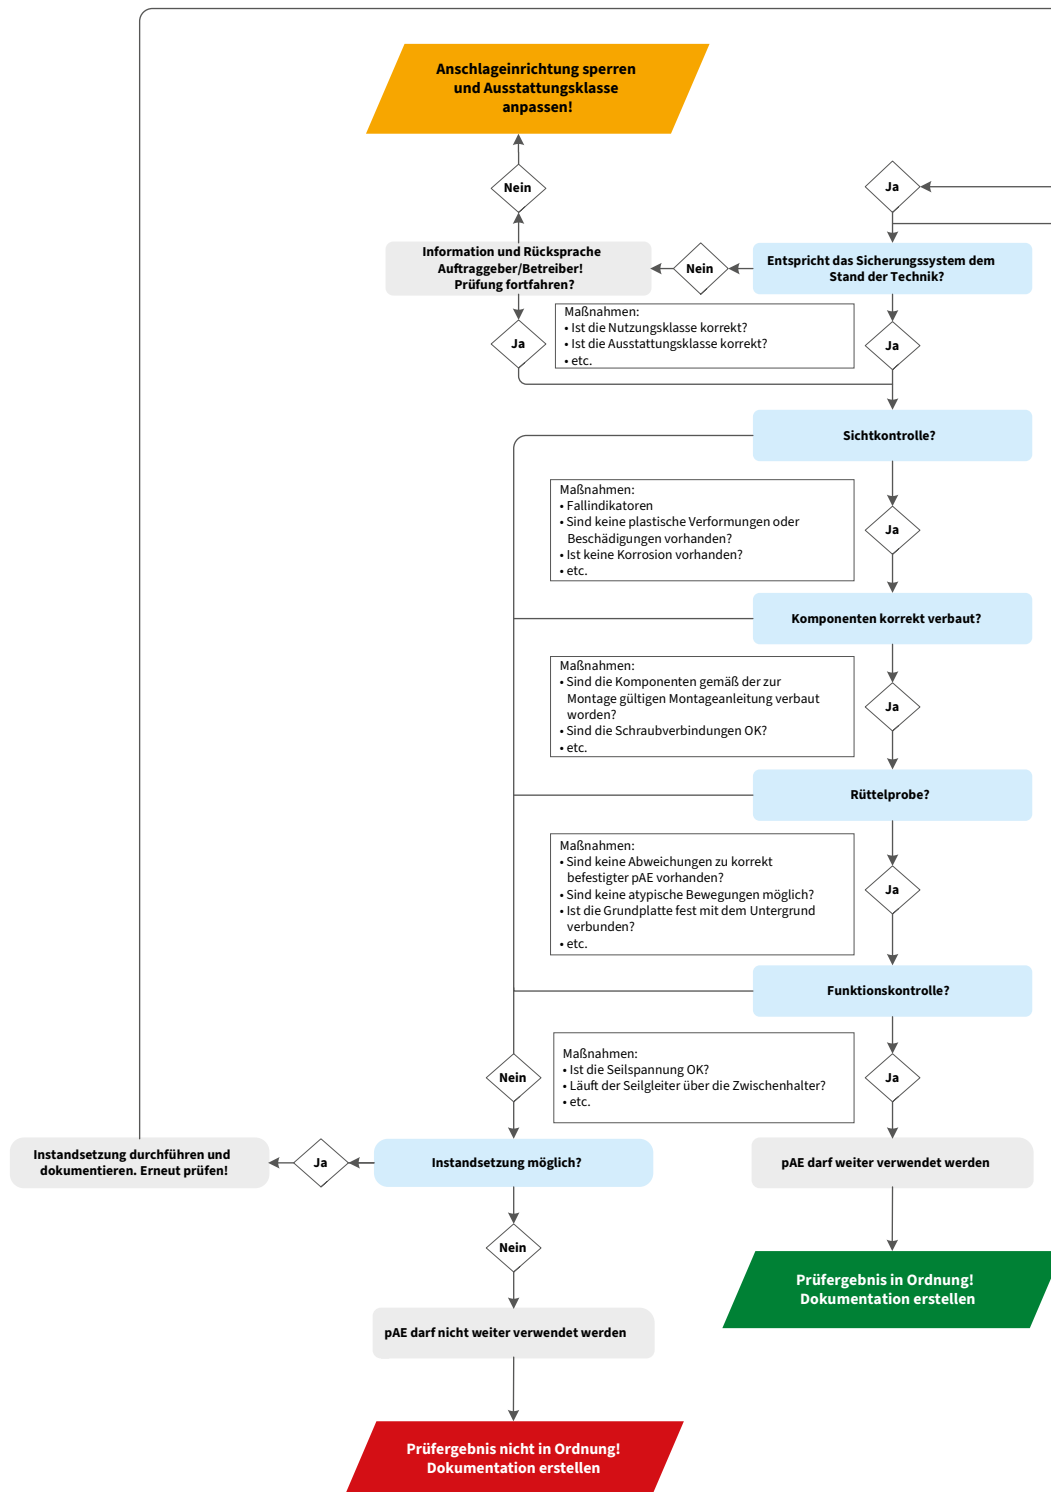 Anschlageinrichtung sperren
und Ausstattungsklasse
anpassen!
Nein
Ja
Information und Rücksprache
Auftraggeber/Betreiber!
Prüfung fortfahren?
Nein
Entspricht das Sicherungssystem dem
Stand der Technik?
Ja
Maßnahmen:
• Ist die Nutzungsklasse korrekt?
• Ist die Ausstattungsklasse korrekt?
• etc.
Ja
Sichtkontrolle?
Maßnahmen:
• Fallindikatoren
• Sind keine plastische Verformungen oder
Beschädigungen vorhanden?
• Ist keine Korrosion vorhanden?
• etc.
Ja
Komponenten korrekt verbaut?
Maßnahmen:
• Sind die Komponenten gemäß der zur
Montage gültigen Montageanleitung verbaut
worden?
• Sind die Schraubverbindungen OK?
• etc.
Ja
Rüttelprobe?
Maßnahmen:
• Sind keine Abweichungen zu korrekt
befestigter pAE vorhanden?
• Sind keine atypische Bewegungen möglich?
• Ist die Grundplatte fest mit dem Untergrund
verbunden?
• etc.
Ja
Funktionskontrolle?
Nein
Maßnahmen:
• Ist die Seilspannung OK?
• Läuft der Seilgleiter über die Zwischenhalter?
• etc.
Ja
Instandsetzung durchführen und
dokumentieren. Erneut prüfen!
Ja
Instandsetzung möglich?
pAE darf weiter verwendet werden
Nein
Prüfergebnis in Ordnung!
Dokumentation erstellen
pAE darf nicht weiter verwendet werden
Prüfergebnis nicht in Ordnung!
Dokumentation erstellen